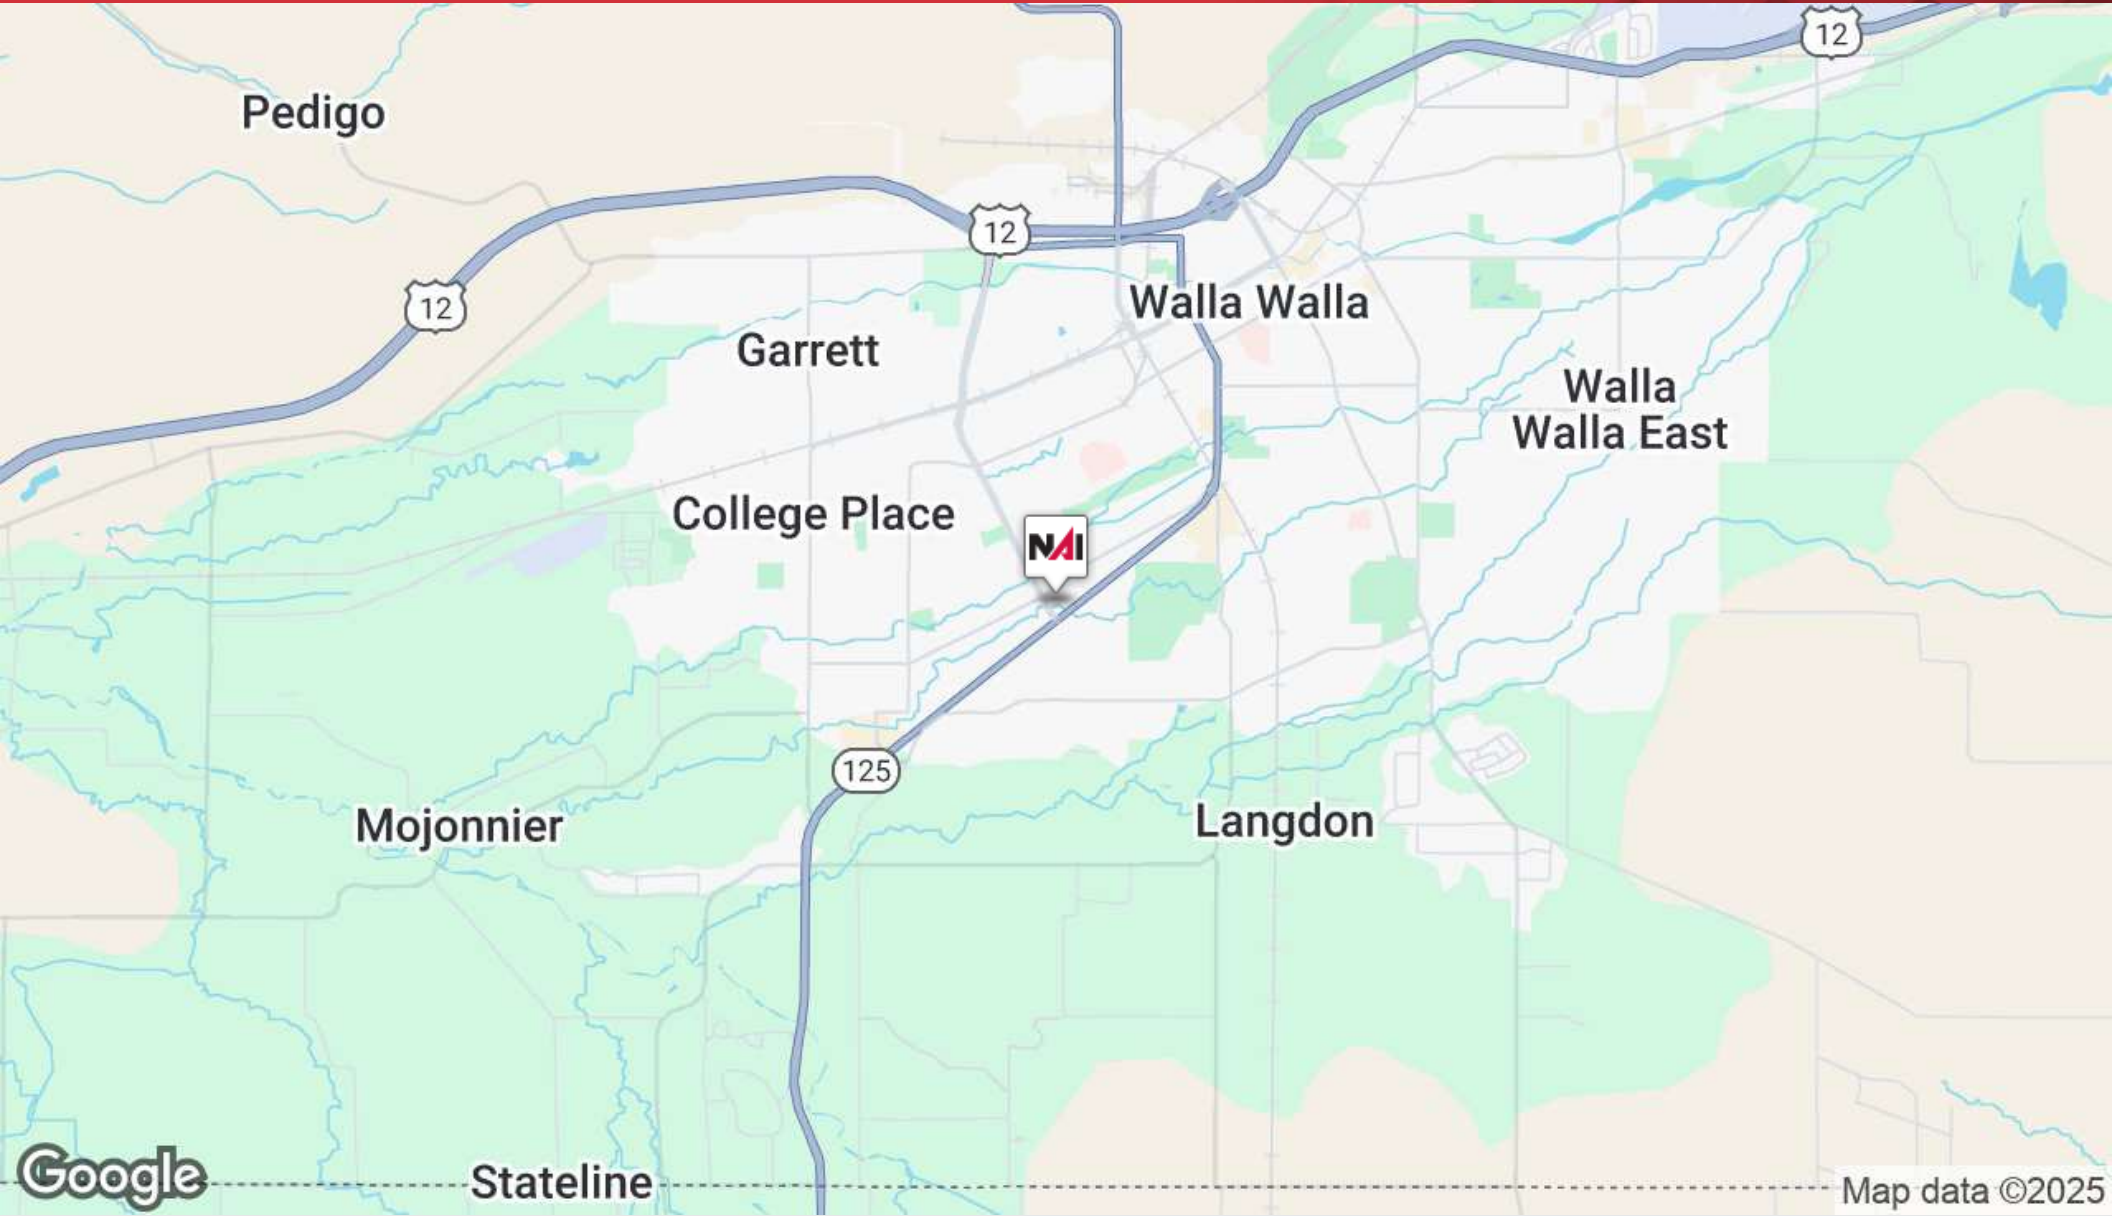 12
Pedigo
12
12
Walla Walla
Garrett
Walla
Walla East
College Place
NAI
125
Mojonnier
Langdon
Google
Stateline
Map data ©2025